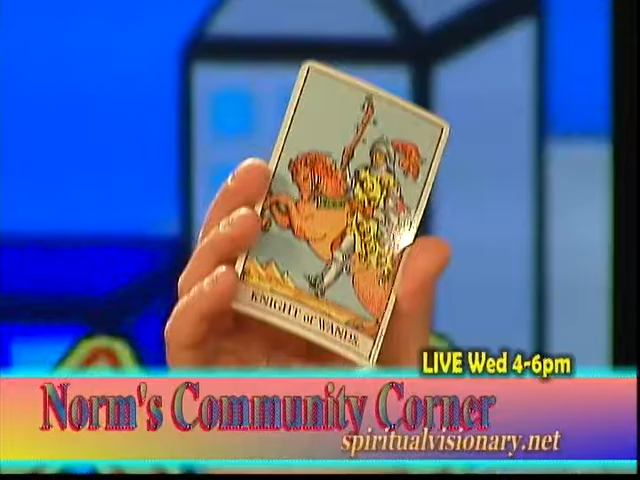 KNIGHT of WANDS.
LIVE Wed 4-6pm
Norm's Community Corner
spiritualvisionary.net